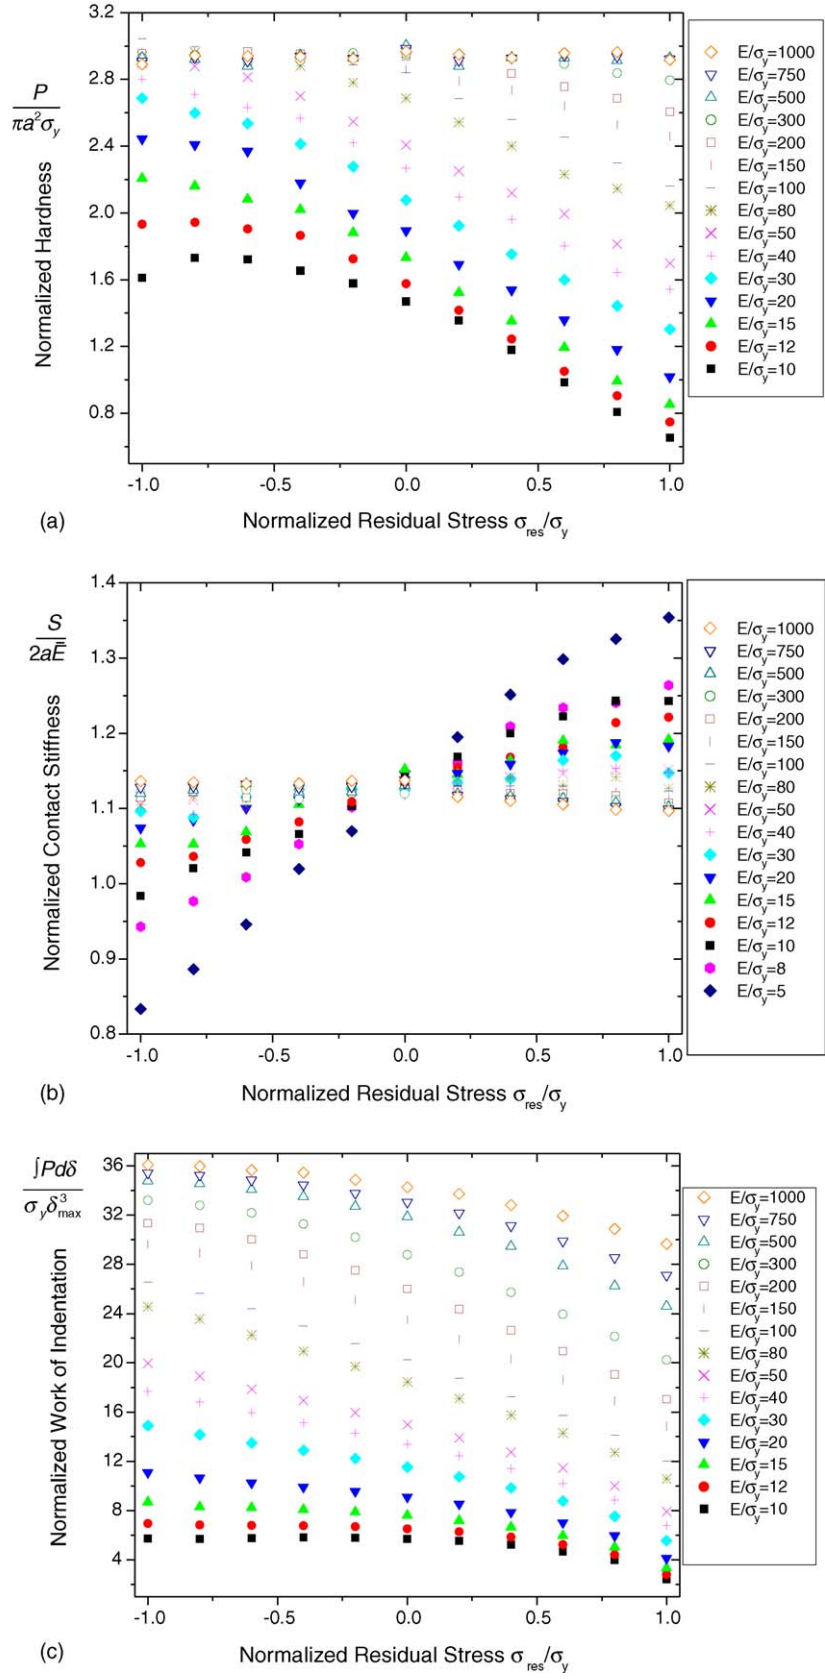 3.2
2.8
2.4
2.0
1.6
1.2
0.8
P
πa²σ_y
Normalized Hardness
-1.0 -0.5 0.0 0.5 1.0
Normalized Residual Stress σ_res/σ_y
(a)
E/σ_y=1000
E/σ_y=750
E/σ_y=500
E/σ_y=300
E/σ_y=200
E/σ_y=150
E/σ_y=100
E/σ_y=80
E/σ_y=50
E/σ_y=40
E/σ_y=30
E/σ_y=20
E/σ_y=15
E/σ_y=12
E/σ_y=10
1.4
1.3
1.2
1.1
1.0
0.9
0.8
S
2aĒ
Normalized Contact Stiffness
-1.0 -0.5 0.0 0.5 1.0
Normalized Residual Stress σ_res/σ_y
(b)
E/σ_y=1000
E/σ_y=750
E/σ_y=500
E/σ_y=300
E/σ_y=200
E/σ_y=150
E/σ_y=100
E/σ_y=80
E/σ_y=50
E/σ_y=40
E/σ_y=30
E/σ_y=20
E/σ_y=15
E/σ_y=12
E/σ_y=10
E/σ_y=8
E/σ_y=5
36
32
28
24
20
16
12
8
4
∫Pdδ
σ_yδ³_max
Normalized Work of Indentation
-1.0 -0.5 0.0 0.5 1.0
Normalized Residual Stress σ_res/σ_y
(c)
E/σ_y=1000
E/σ_y=750
E/σ_y=500
E/σ_y=300
E/σ_y=200
E/σ_y=150
E/σ_y=100
E/σ_y=80
E/σ_y=50
E/σ_y=40
E/σ_y=30
E/σ_y=20
E/σ_y=15
E/σ_y=12
E/σ_y=10